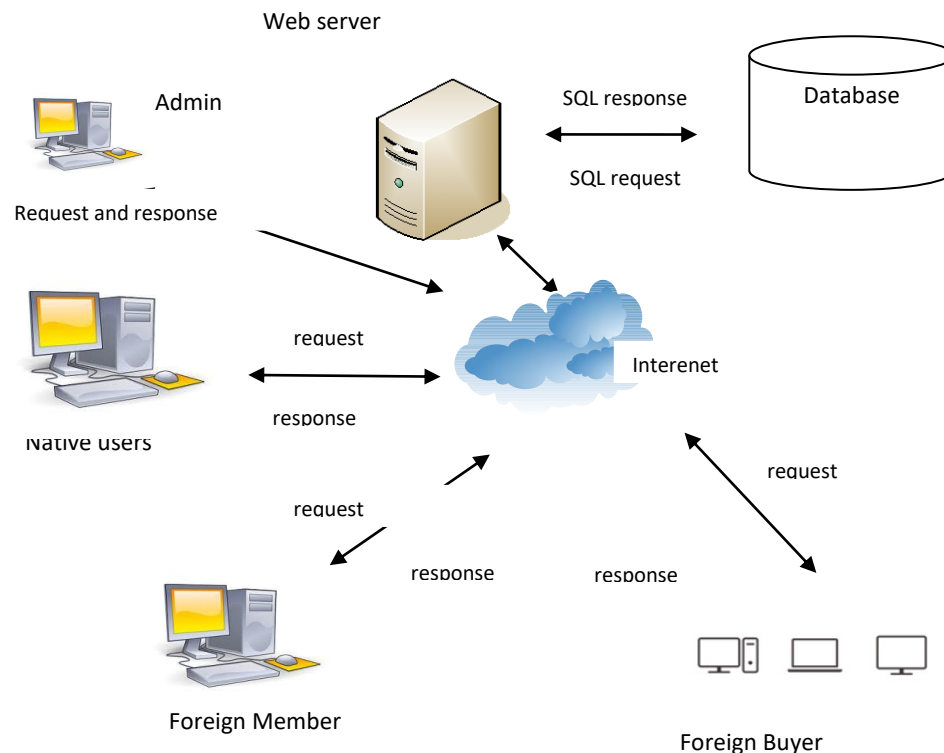 Web server
Admin
SQL response
Database
SQL request
Request and response
request
Interenet
response
Native users
request
request
response
response
Foreign Member
Foreign Buyer